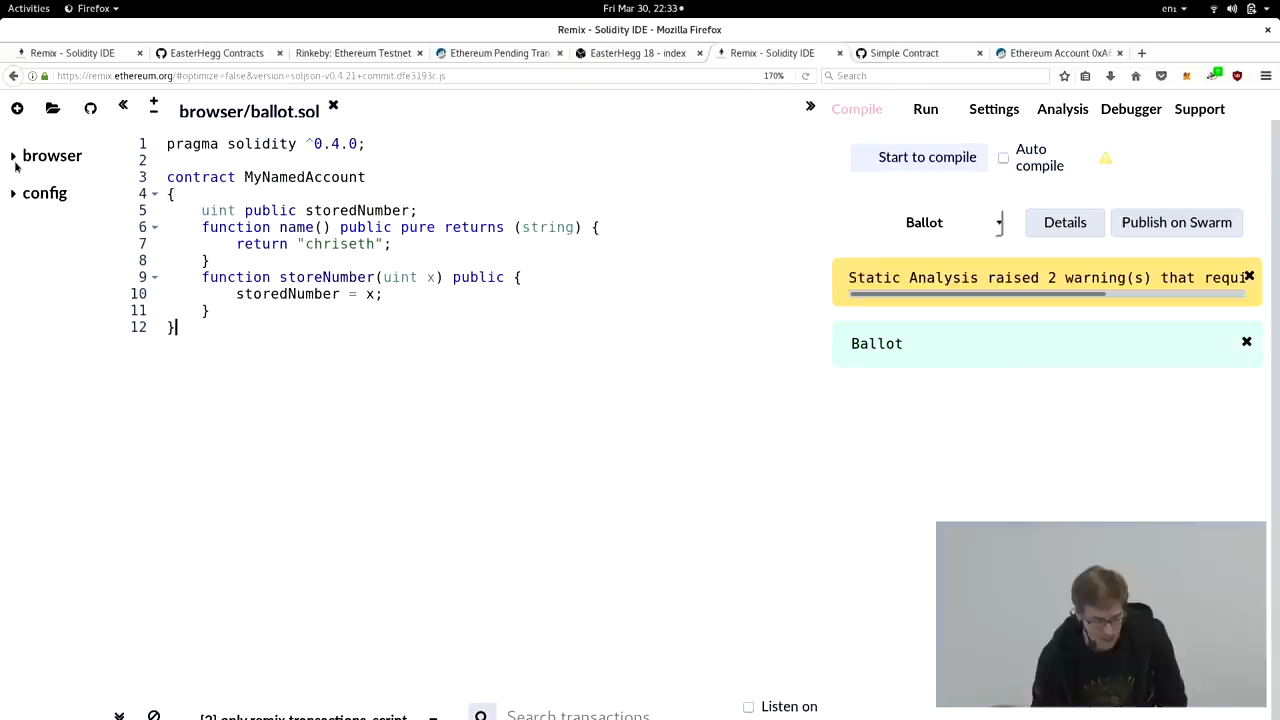 Activities Firefox Fri Mar 30, 22:33 en1
Remix - Solidity IDE - Mozilla Firefox
Remix - Solidity IDE EasterHegg Contracts Rinkeby: Ethereum Testnet Ethereum Pending Tran EasterHegg 18 - index Remix - Solidity IDE Simple Contract Ethereum Account 0xA
https://remix.ethereum.org/#optimize=false&version=soljson-v0.4.21+commit.dfe3193c.js 170% Search
browser/ballot.sol Compile Run Settings Analysis Debugger Support
browser
config
1 pragma solidity ^0.4.0;
2
3 contract MyNamedAccount
4 {
5 uint public storedNumber;
6 function name() public pure returns (string) {
7 return "chriseth";
8 }
9 function storeNumber(uint x) public {
10 storedNumber = x;
11 }
12 }
Start to compile Auto compile
Ballot Details Publish on Swarm
Static Analysis raised 2 warning(s) that requi
Ballot
[2] only remix transactions, script Search transactions Listen on